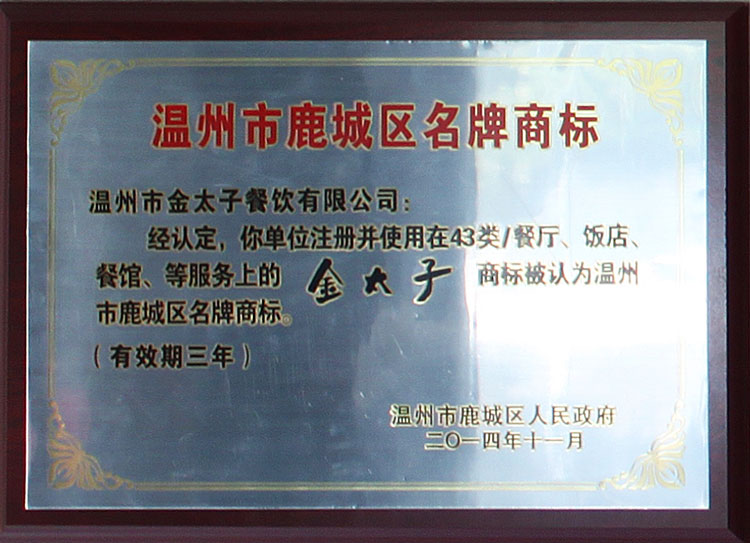 温州市鹿城区名牌商标
温州市金太子餐饮有限公司：
经认定，你单位注册并使用在43类/餐厅、饭店、
餐馆、等服务上的 金太子 商标被认为温州
市鹿城区名牌商标。
（有效期三年）
温州市鹿城区人民政府
二〇一四年十一月